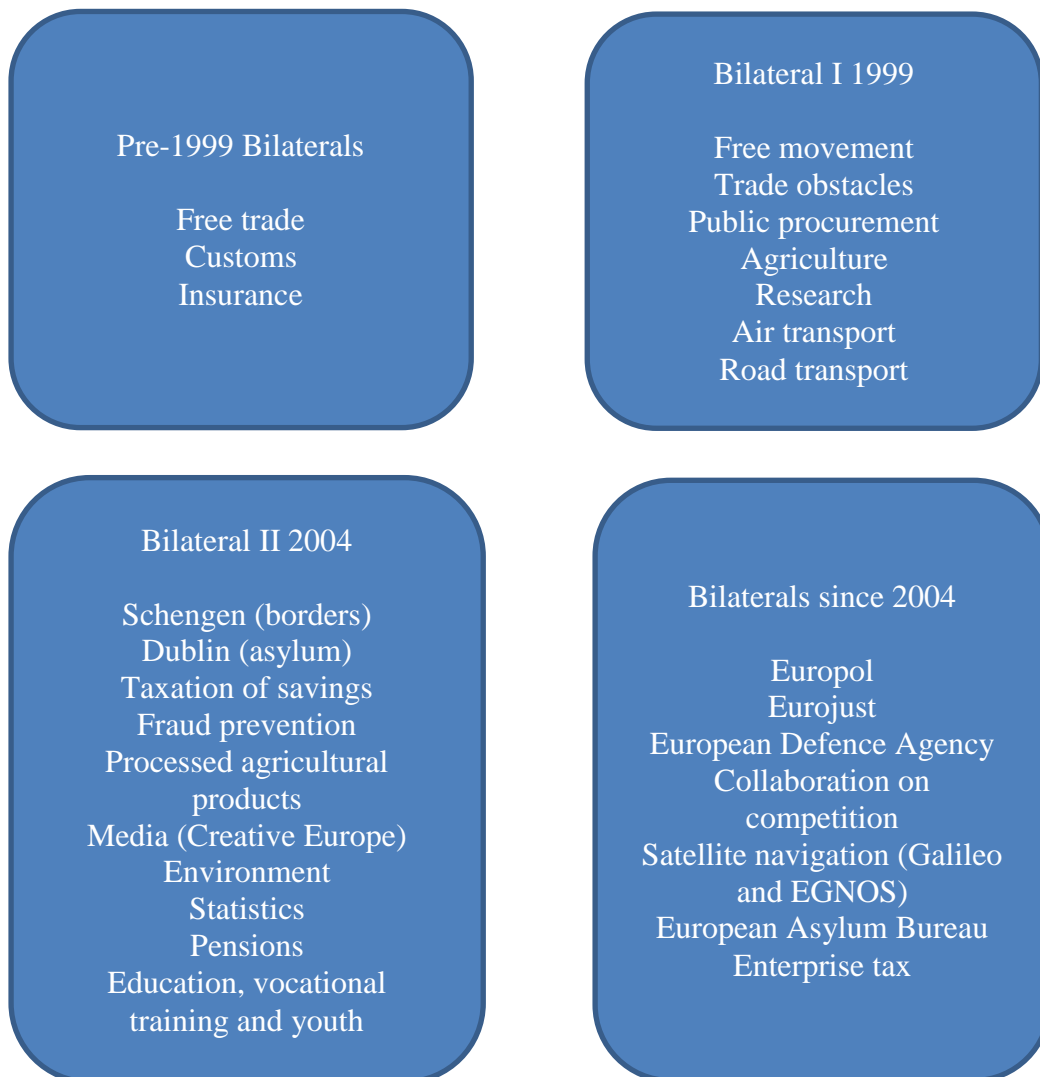 Pre-1999 Bilaterals
Free trade
Customs
Insurance
Bilateral I 1999
Free movement
Trade obstacles
Public procurement
Agriculture
Research
Air transport
Road transport
Bilateral II 2004
Schengen (borders)
Dublin (asylum)
Taxation of savings
Fraud prevention
Processed agricultural
products
Media (Creative Europe)
Environment
Statistics
Pensions
Education, vocational
training and youth
Bilaterals since 2004
Europol
Eurojust
European Defence Agency
Collaboration on
competition
Satellite navigation (Galileo
and EGNOS)
European Asylum Bureau
Enterprise tax